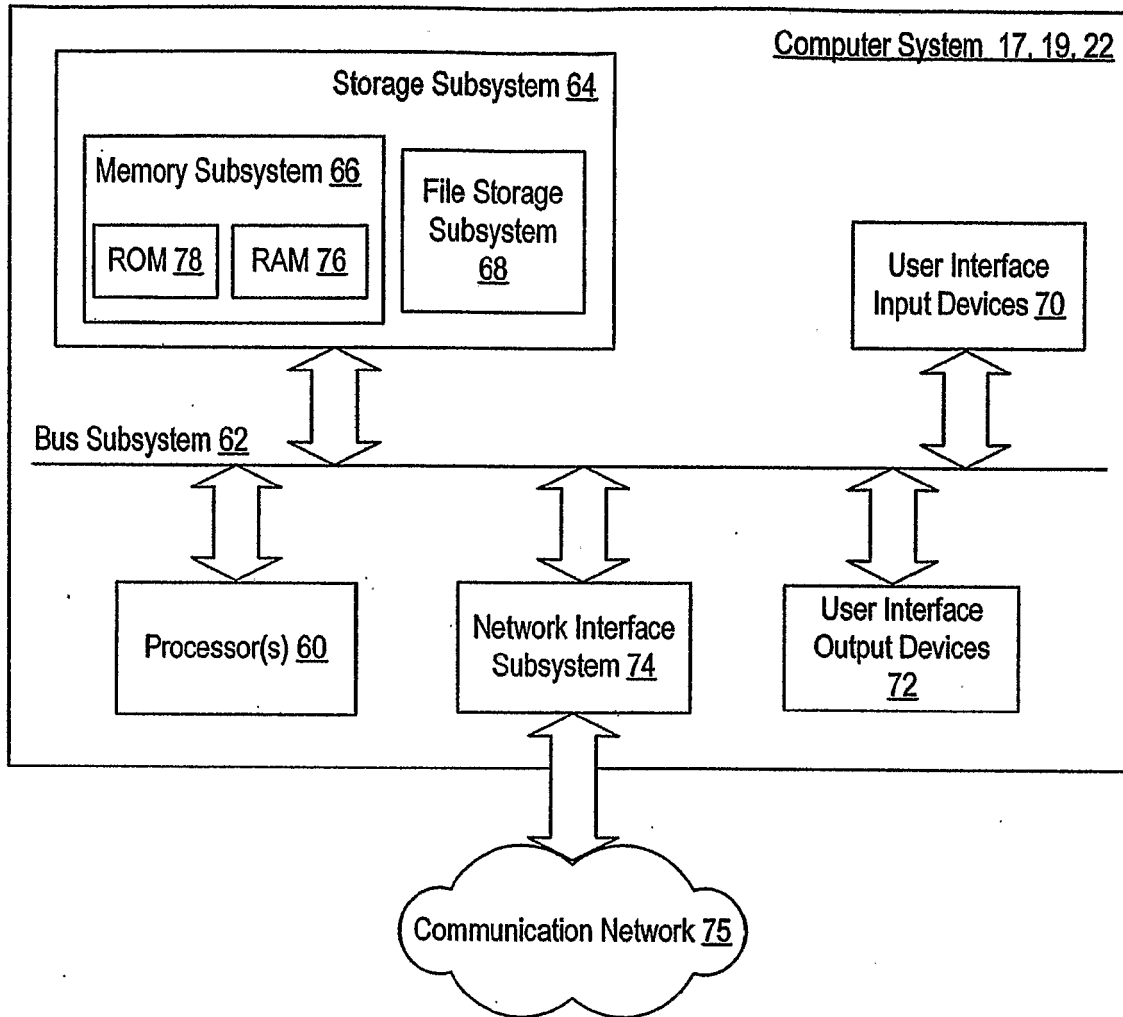 Computer System 17, 19, 22
Storage Subsystem 64
Memory Subsystem 66
ROM 78
RAM 76
File Storage
Subsystem
68
User Interface
Input Devices 70
Bus Subsystem 62
Processor(s) 60
Network Interface
Subsystem 74
User Interface
Output Devices
72
Communication Network 75